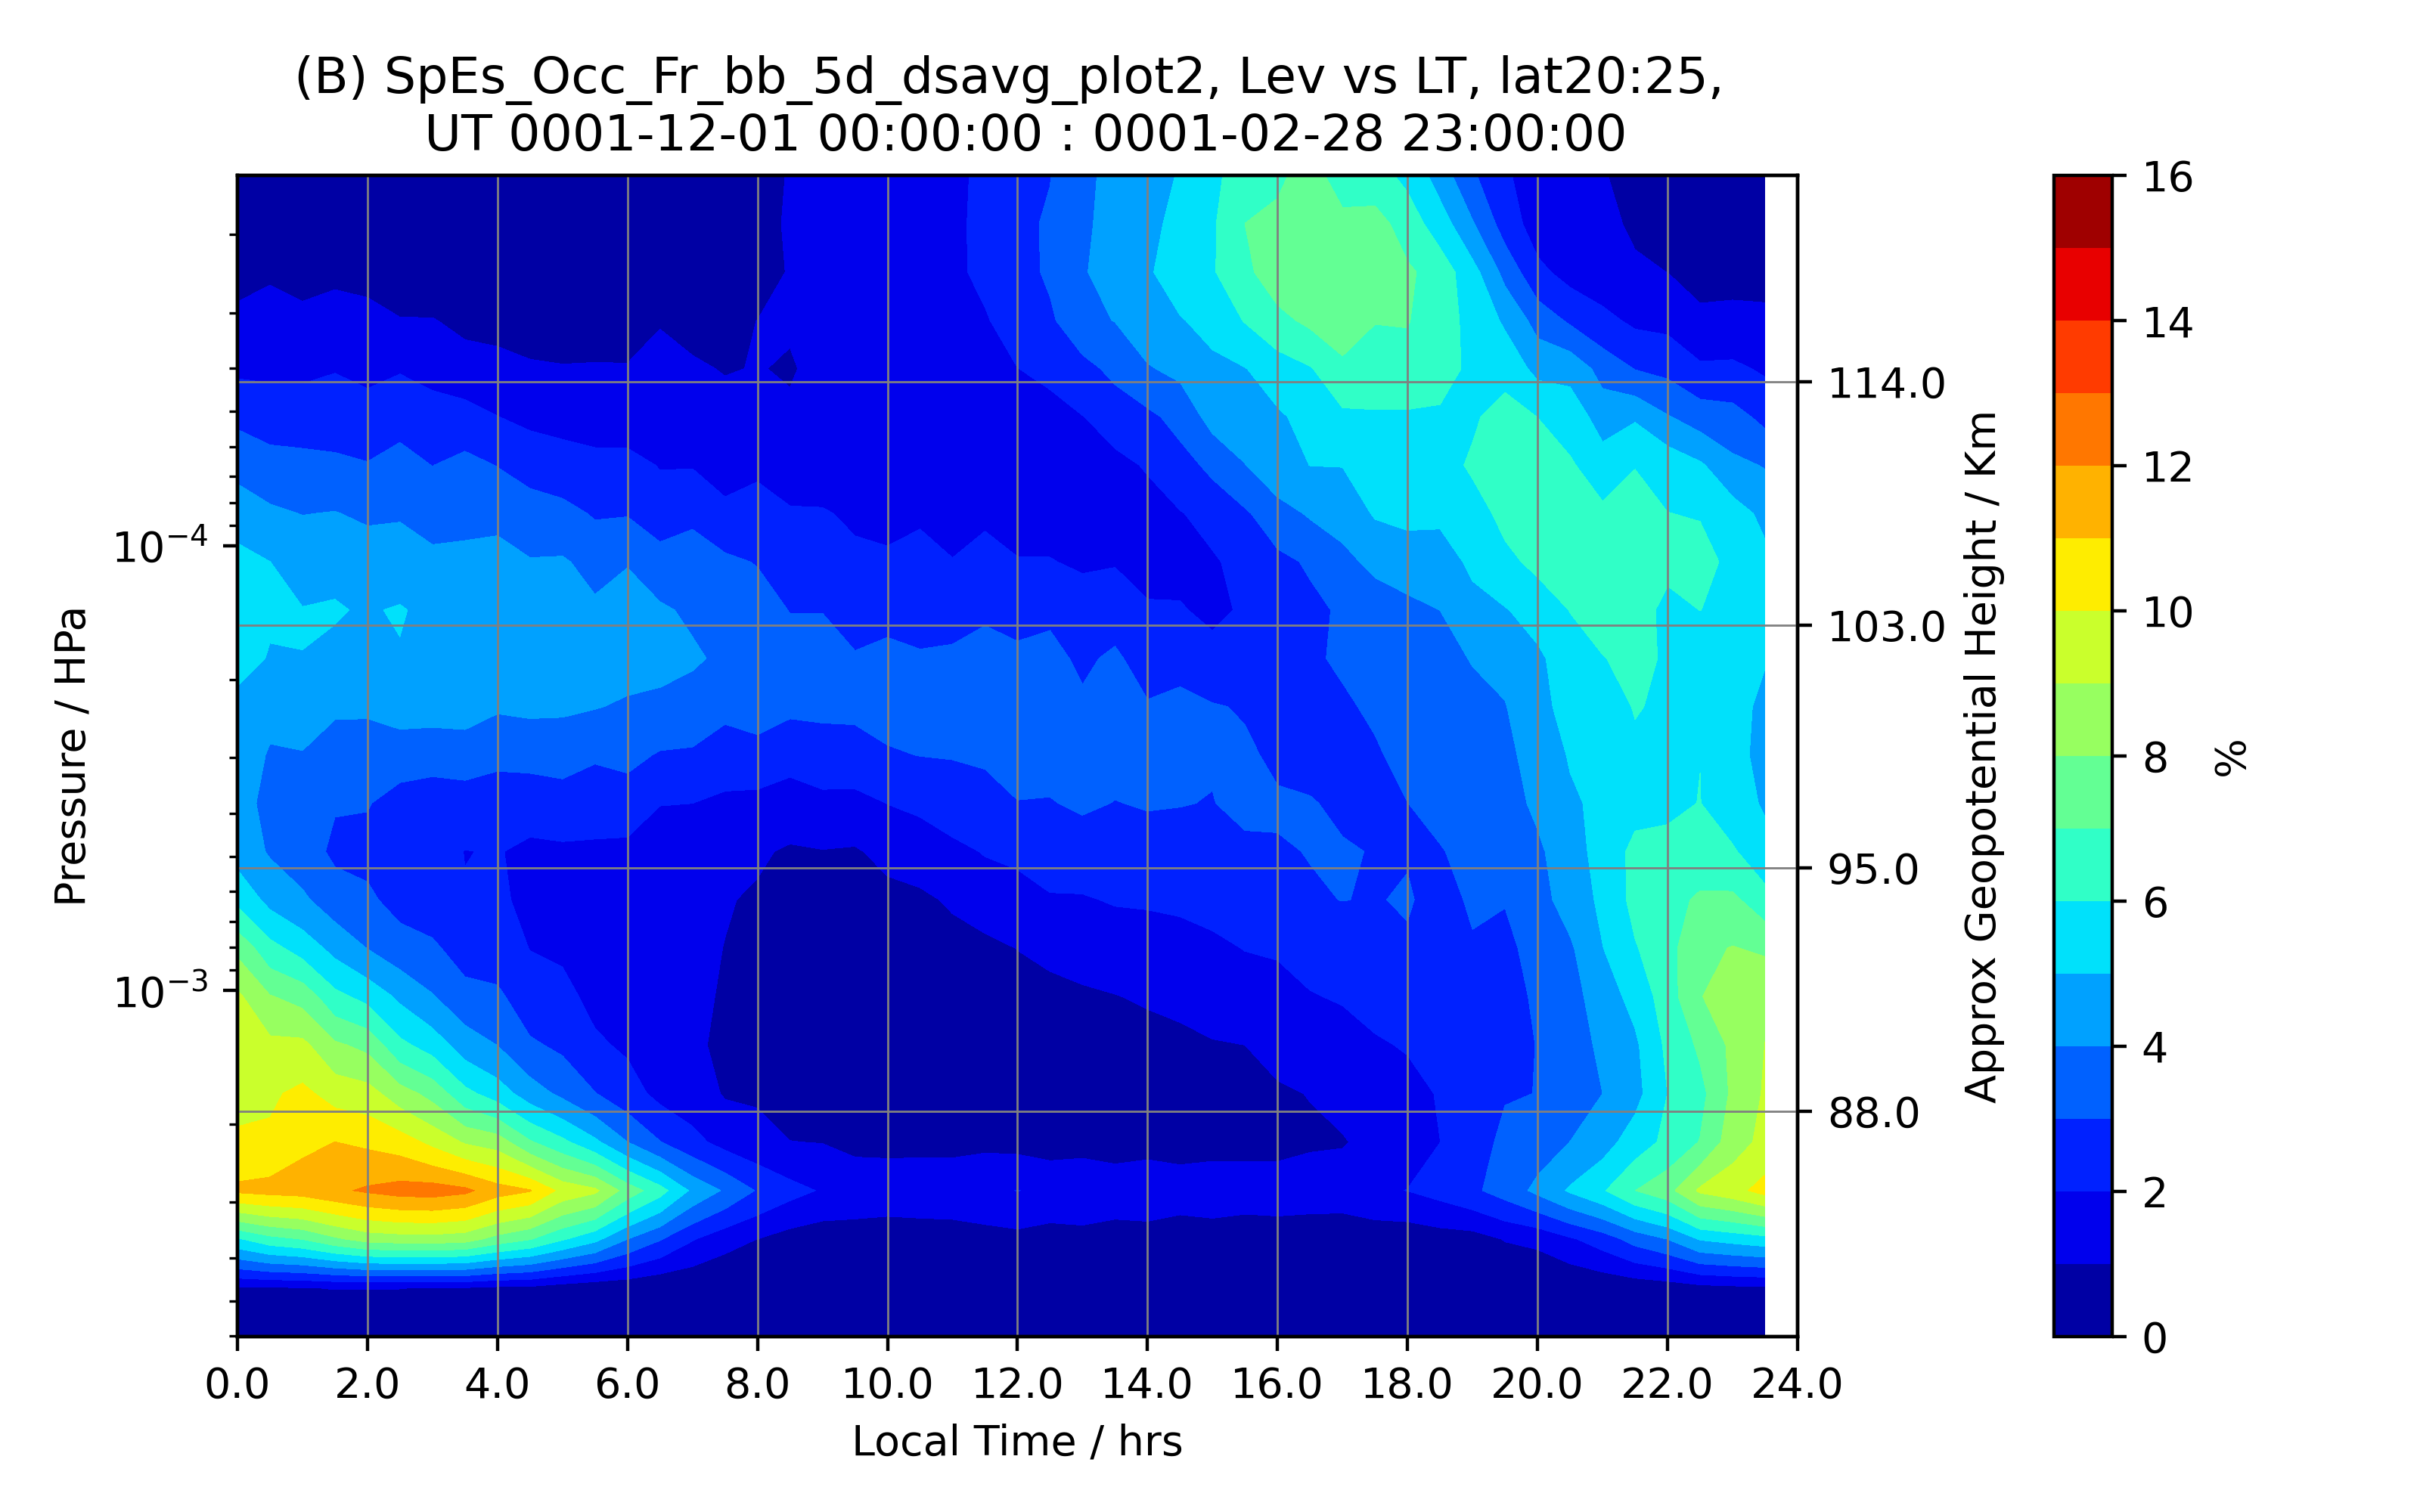 (B) SpEs_Occ_Fr_bb_5d_dsavg_plot2, Lev vs LT, lat20:25,
UT 0001-12-01 00:00:00 : 0001-02-28 23:00:00
Pressure / HPa
10⁻⁴
10⁻³
0.0 2.0 4.0 6.0 8.0 10.0 12.0 14.0 16.0 18.0 20.0 22.0 24.0
Local Time / hrs
114.0
103.0
95.0
88.0
Approx Geopotential Height / Km
16
14
12
10
8
6
4
2
0
%